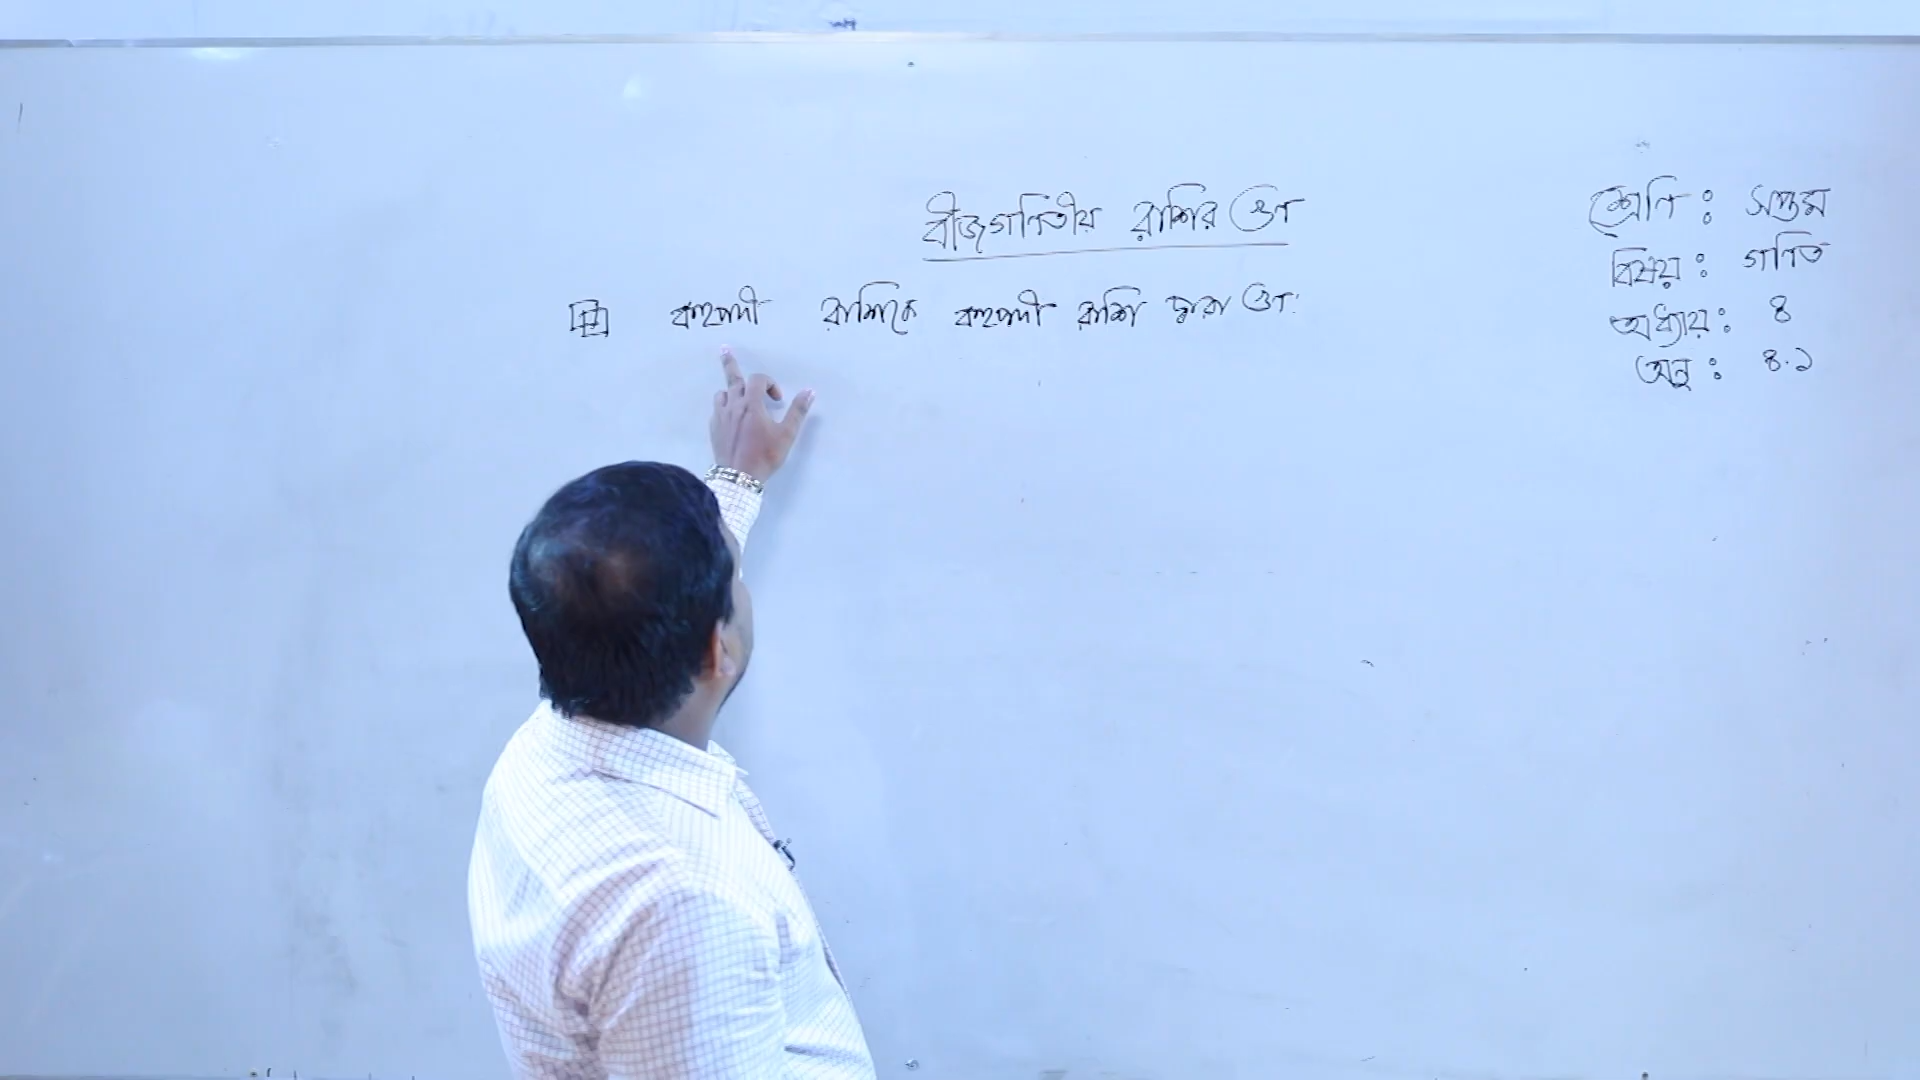 বীজগণিতীয় রাশির গুণ
বহুপদী রাশিকে বহুপদী রাশি দ্বারা গুণ:
শ্রেণি : সপ্তম
বিষয় : গণিত
অধ্যায় : ৪
অনু : ৪.১